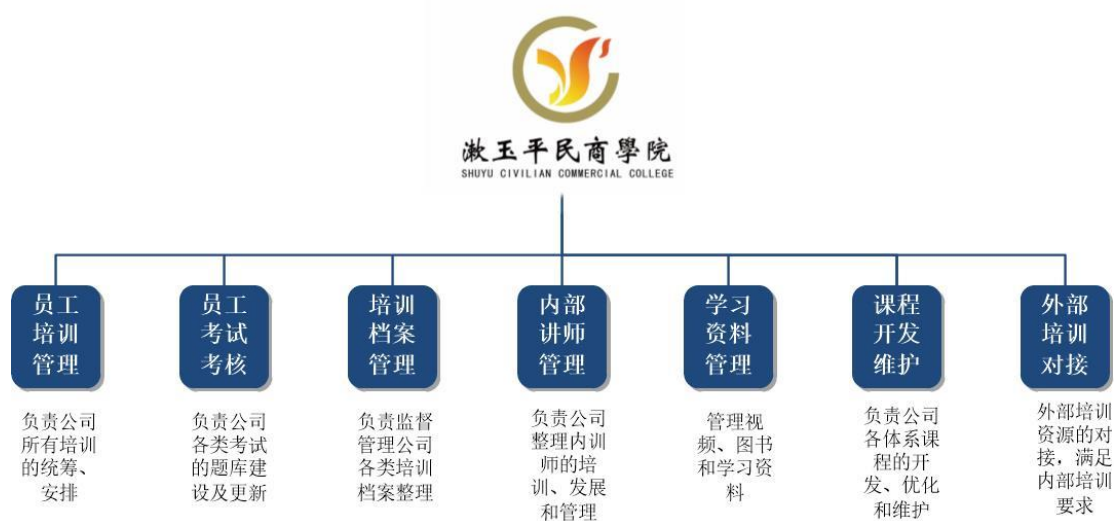 漱玉平民商學院
SHUYU CIVILIAN COMMERCIAL COLLEGE
员工
培训
管理
负责公司
所有培训
的统筹、
安排
员工
考试
考核
负责公司
各类考试
的题库建
设及更新
培训
档案
管理
负责监督
管理公司
各类培训
档案整理
内部
讲师
管理
负责公司
整理内训
师的培
训、发展
和管理
学习
资料
管理
管理视
频、图书
和学习资
料
课程
开发
维护
负责公司
各体系课
程的开
发、优化
和维护
外部
培训
对接
外部培训
资源的对
接，满足
内部培训
要求